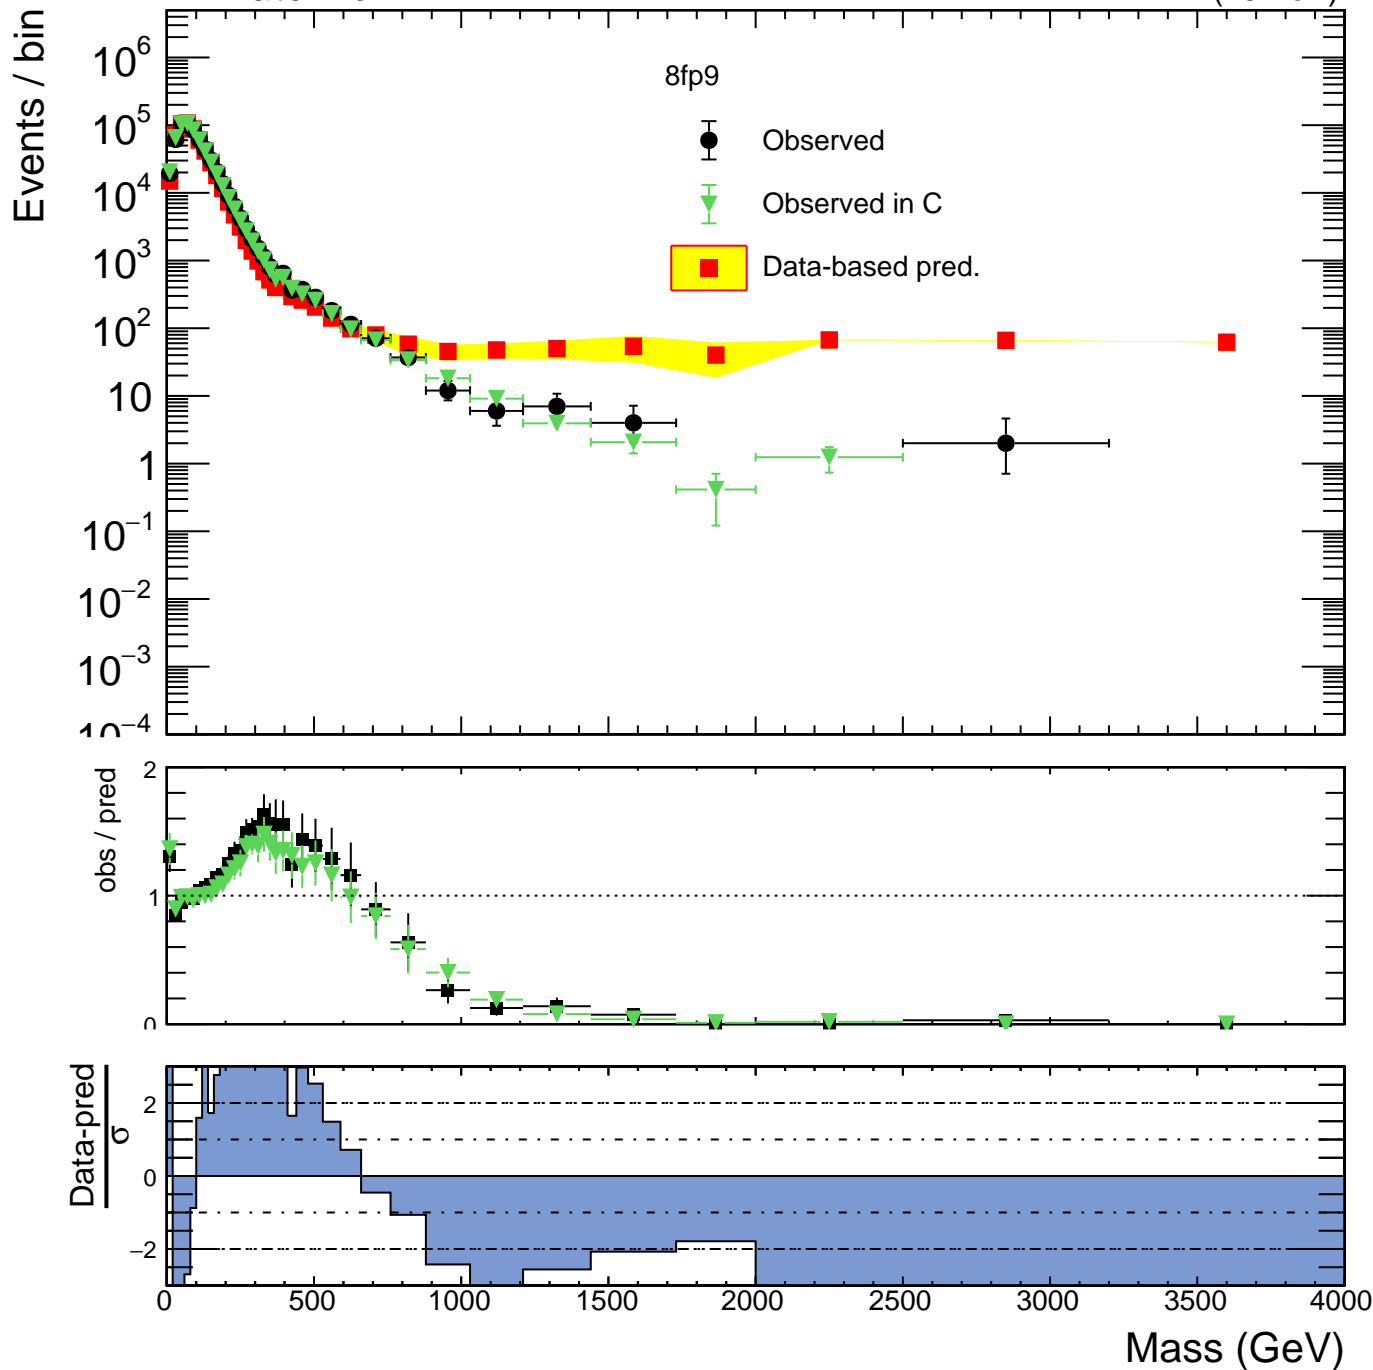 Events / bin
10^6
10^5
10^4
10^3
10^2
10
1
10^−1
10^−2
10^−3
10^−4
8fp9
Observed
Observed in C
Data-based pred.
obs / pred
2
1
0
Data-pred
σ
2
0
−2
0 500 1000 1500 2000 2500 3000 3500 4000
Mass (GeV)